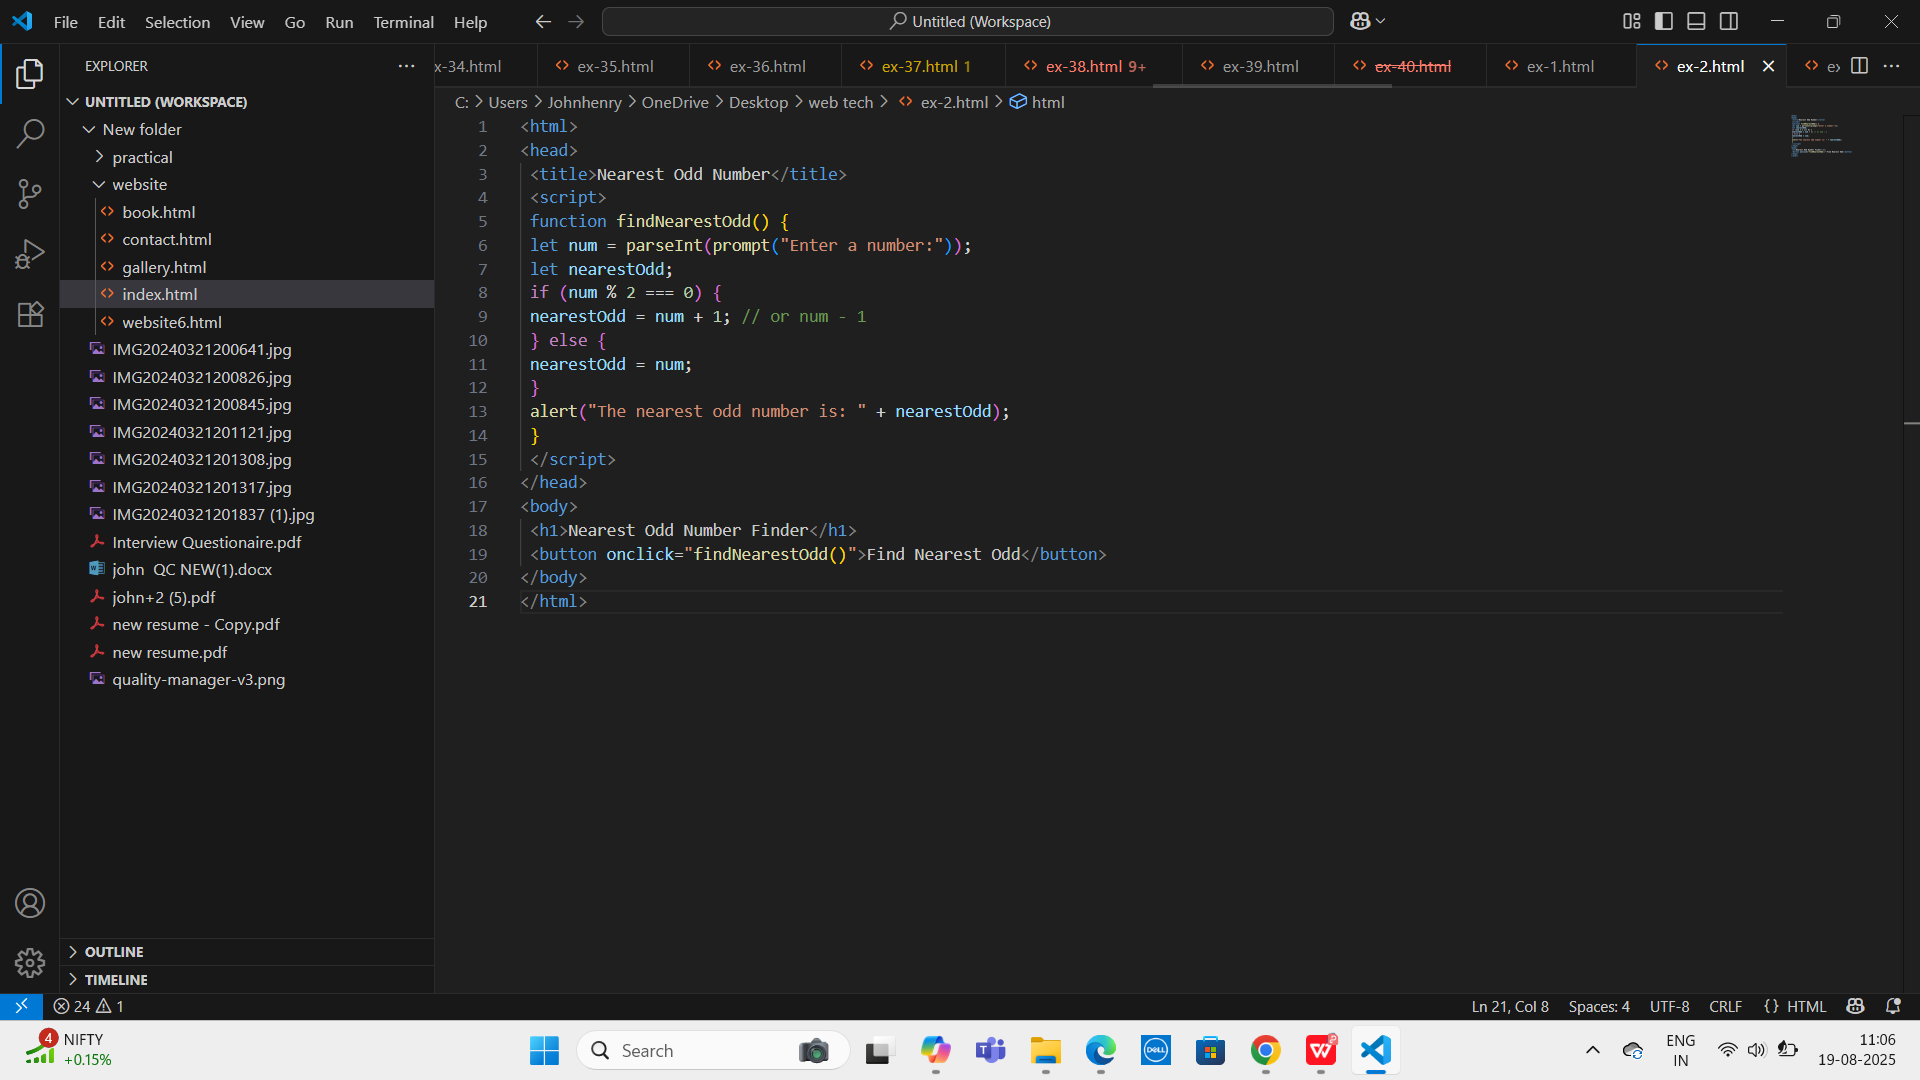 File Edit Selection View Go Run Terminal Help
Untitled (Workspace)
EXPLORER
UNTITLED (WORKSPACE)
New folder
practical
website
book.html
contact.html
gallery.html
index.html
website6.html
IMG20240321200641.jpg
IMG20240321200826.jpg
IMG20240321200845.jpg
IMG20240321201121.jpg
IMG20240321201308.jpg
IMG20240321201317.jpg
IMG20240321201837 (1).jpg
Interview Questionaire.pdf
john QC NEW(1).docx
john+2 (5).pdf
new resume - Copy.pdf
new resume.pdf
quality-manager-v3.png
OUTLINE
TIMELINE
x-34.html ex-35.html ex-36.html ex-37.html 1 ex-38.html 9+ ex-39.html ex-40.html ex-1.html ex-2.html ex
C: > Users > Johnhenry > OneDrive > Desktop > web tech > ex-2.html > html
1 <html>
2 <head>
3 <title>Nearest Odd Number</title>
4 <script>
5 function findNearestOdd() {
6 let num = parseInt(prompt("Enter a number:"));
7 let nearestOdd;
8 if (num % 2 === 0) {
9 nearestOdd = num + 1; // or num - 1
10 } else {
11 nearestOdd = num;
12 }
13 alert("The nearest odd number is: " + nearestOdd);
14 }
15 </script>
16 </head>
17 <body>
18 <h1>Nearest Odd Number Finder</h1>
19 <button onclick="findNearestOdd()">Find Nearest Odd</button>
20 </body>
21 </html>
24 1
Ln 21, Col 8 Spaces: 4 UTF-8 CRLF {} HTML
4 NIFTY
+0.15%
Search
DELL
ENG
IN
11:06
19-08-2025